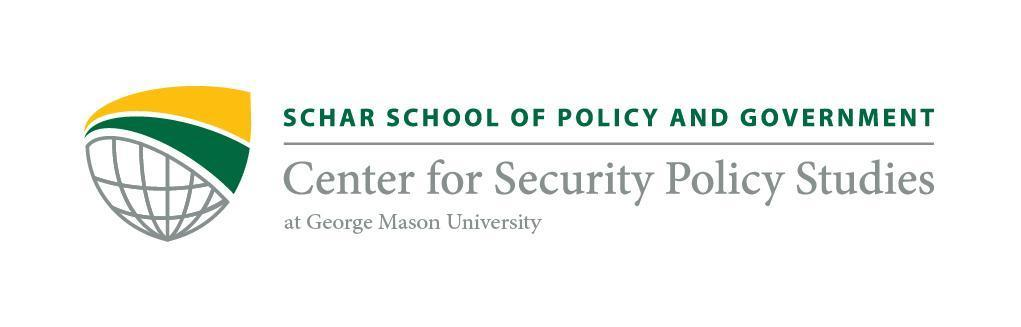 SCHAR SCHOOL OF POLICY AND GOVERNMENT
Center for Security Policy Studies
at George Mason University